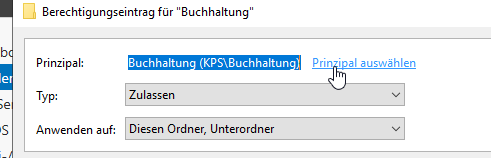 Berechtigungseintrag für "Buchhaltung"
Prinzipal: Buchhaltung (KPS\Buchhaltung) Prinzipal auswählen
Typ: Zulassen
Anwenden auf: Diesen Ordner, Unterordner